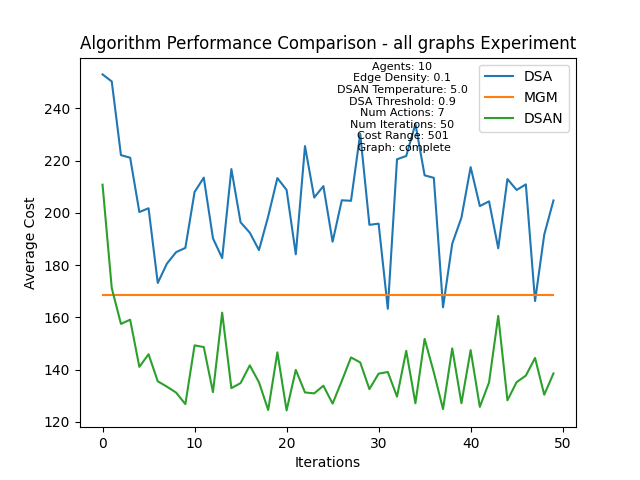 Algorithm Performance Comparison - all graphs Experiment
Agents: 10
Edge Density: 0.1
DSAN Temperature: 5.0
DSA Threshold: 0.9
Num Actions: 7
Num Iterations: 50
Cost Range: 501
Graph: complete
DSA
MGM
DSAN
Average Cost
240
220
200
180
160
140
120
0
10
20
30
40
50
Iterations